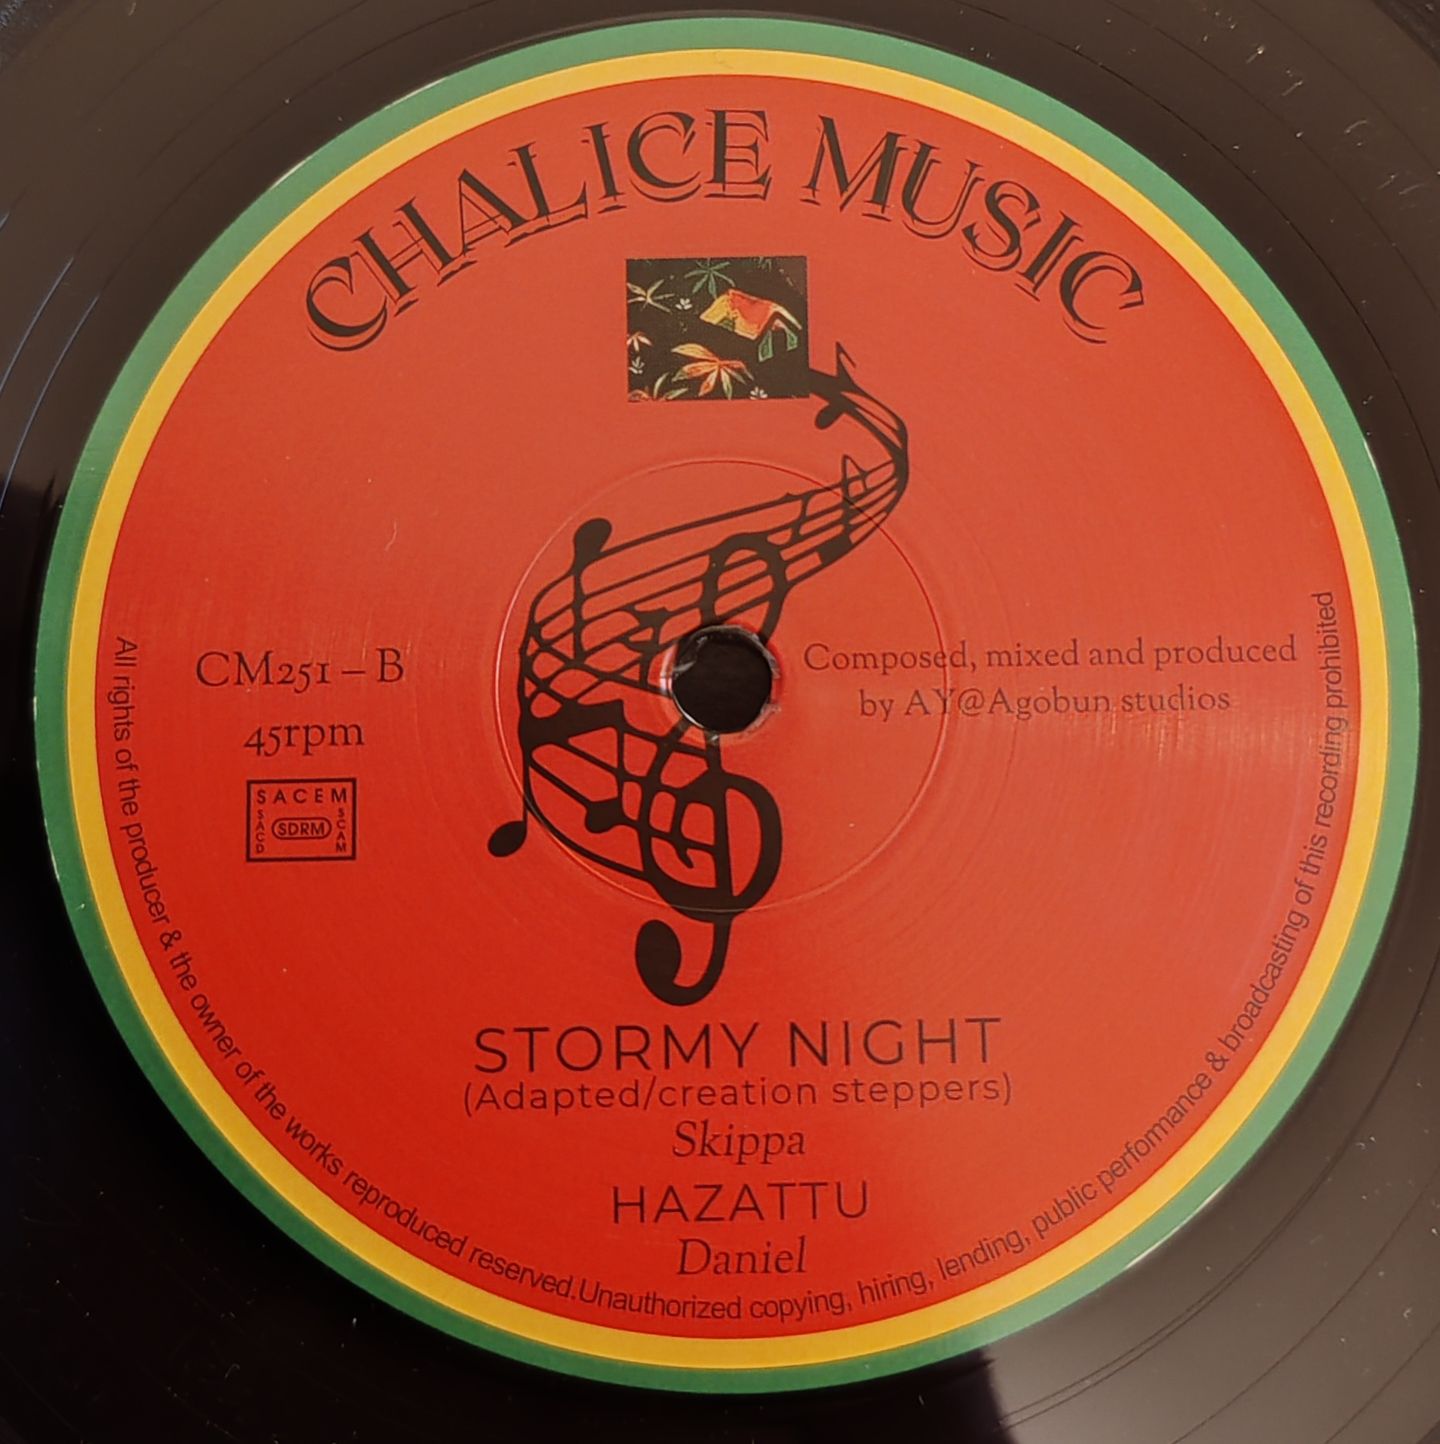 CHALICE MUSIC
CM251 – B
45rpm
SACEM
SACD
SDRM
SCAM
Composed, mixed and produced
by AY@Agobun studios
STORMY NIGHT
(Adapted/creation steppers)
Skippa
HAZATTU
Daniel
All rights of the producer & the owner of the works reproduced reserved.Unauthorized copying, hiring, lending, public performance & broadcasting of this recording prohibited